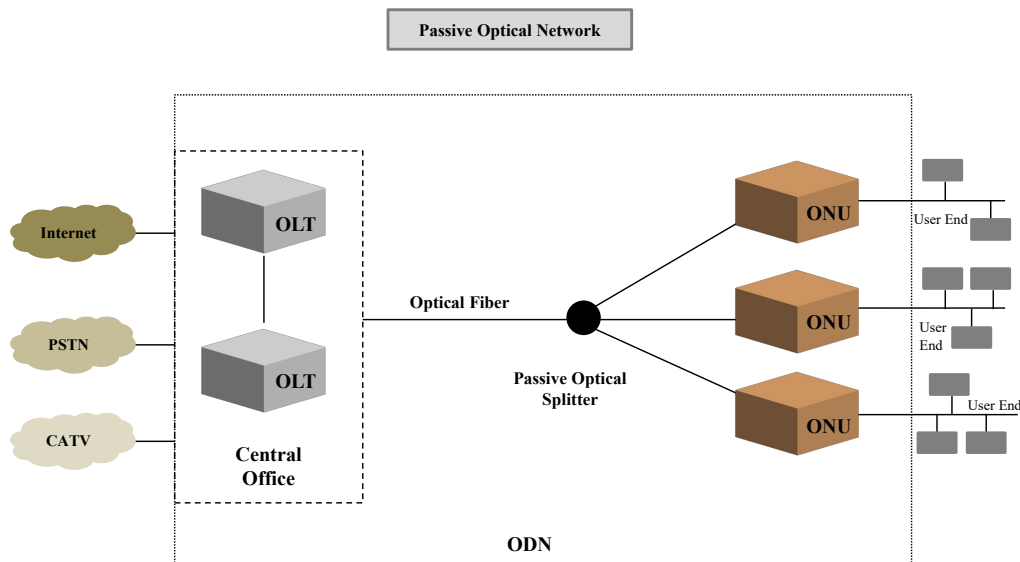 Passive Optical Network
Internet
PSTN
CATV
OLT
OLT
Central
Office
Optical Fiber
Passive Optical
Splitter
ONU
ONU
ONU
User End
User
End
User End
ODN